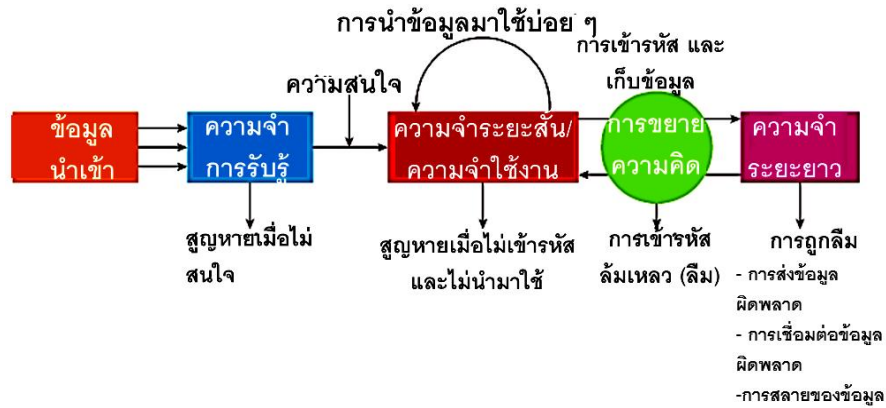 การนำข้อมูลมาใช้บ่อย ๆ
ความสนใจ
การเข้ารหัส และ
เก็บข้อมูล
ข้อมูล
นำเข้า
ความจำ
การรับรู้
ความจำระยะสั้น/
ความจำใช้งาน
การขยาย
ความคิด
ความจำ
ระยะยาว
สูญหายเมื่อไม่
สนใจ
สูญหายเมื่อไม่เข้ารหัส
และไม่นำมาใช้
การเข้ารหัส
ล้มเหลว (ลืม)
การถูกลืม
- การส่งข้อมูล
ผิดพลาด
- การเชื่อมต่อข้อมูล
ผิดพลาด
-การสลายของข้อมูล